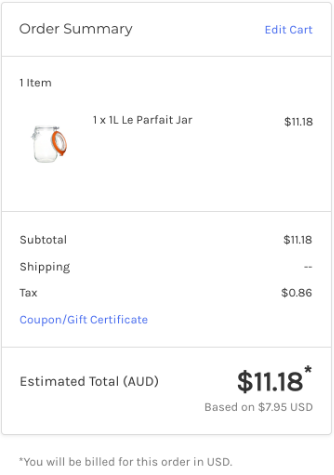 Order Summary Edit Cart
1 Item
1 x 1L Le Parfait Jar $11.18
Subtotal $11.18
Shipping --
Tax $0.86
Coupon/Gift Certificate
Estimated Total (AUD) $11.18*
Based on $7.95 USD
*You will be billed for this order in USD.